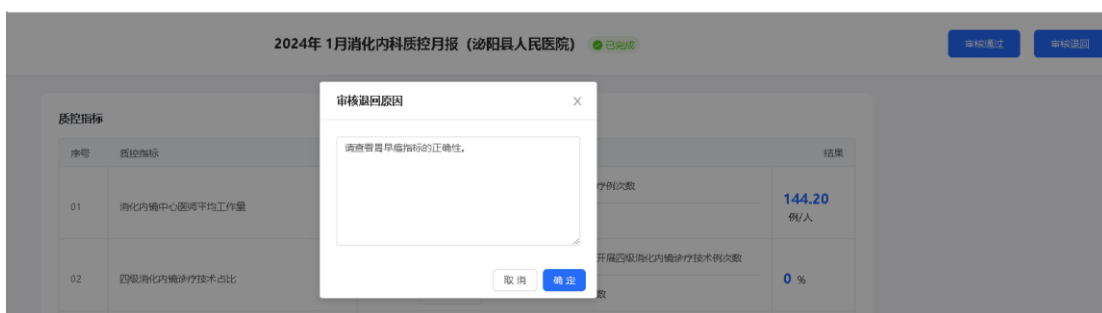 2024年 1月消化内科质控月报（泌阳县人民医院） 已完成
审核通过 审核退回
审核退回原因
质控指标
请查看胃早癌指标的正确性。
序号 质控指标 结果
疗例次数
01 消化内镜中心医师平均工作量 144.20
例/人
开展四级消化内镜诊疗技术例次数
02 四级消化内镜诊疗技术占比 0 %
取 消 确 定
数